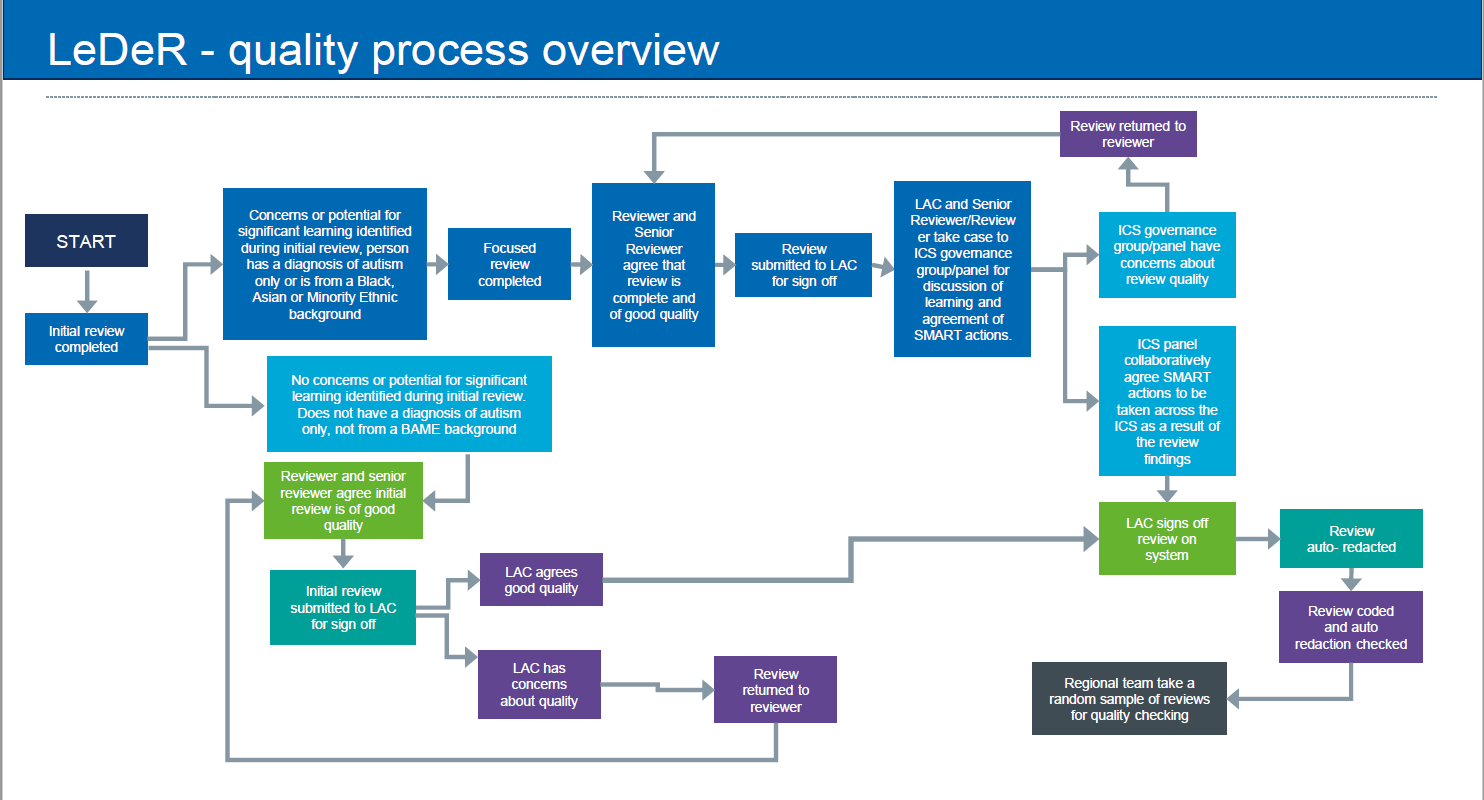 LeDeR - quality process overview
Review returned to
reviewer
START
Initial review
completed
Concerns or potential for
significant learning identified
during initial review, person
has a diagnosis of autism
only or is from a Black,
Asian or Minority Ethnic
background
Focused
review
completed
Reviewer and
Senior
Reviewer
agree that
review is
complete and
of good quality
Review
submitted to LAC
for sign off
LAC and Senior
Reviewer/Review
er take case to
ICS governance
group/panel for
discussion of
learning and
agreement of
SMART actions.
ICS governance
group/panel have
concerns about
review quality
ICS panel
collaboratively
agree SMART
actions to be
taken across the
ICS as a result of
the review
findings
No concerns or potential for significant
learning identified during initial review.
Does not have a diagnosis of autism
only, not from a BAME background
Reviewer and senior
reviewer agree initial
review is of good
quality
Initial review
submitted to LAC
for sign off
LAC agrees
good quality
LAC has
concerns
about quality
Review
returned to
reviewer
LAC signs off
review on
system
Review
auto- redacted
Review coded
and auto
redaction checked
Regional team take a
random sample of reviews
for quality checking